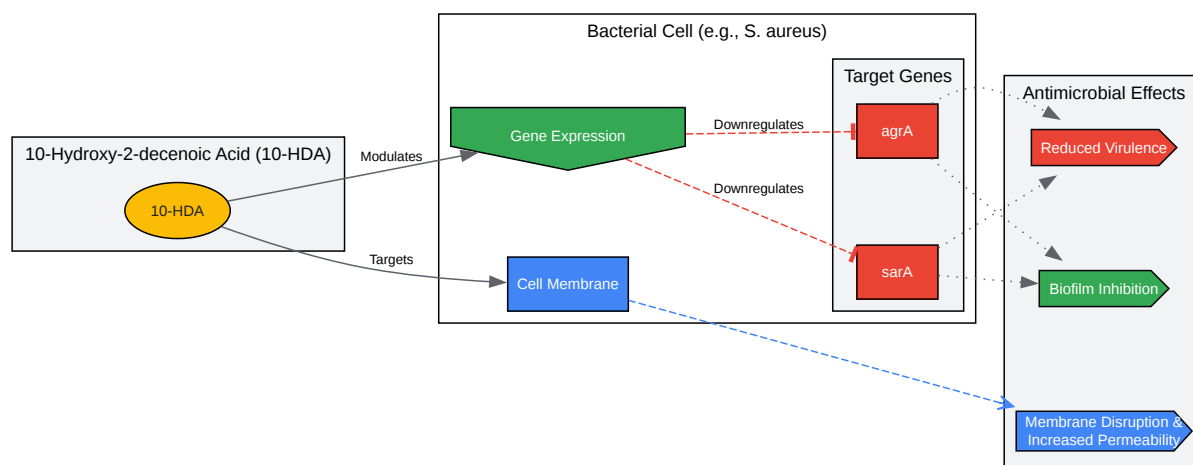 Bacterial Cell (e.g., S. aureus)
Target Genes
Antimicrobial Effects
10-Hydroxy-2-decenoic Acid (10-HDA)
10-HDA
Modulates
Targets
Gene Expression
Cell Membrane
Downregulates
Downregulates
agrA
sarA
Reduced Virulence
Biofilm Inhibition
Membrane Disruption &
Increased Permeability